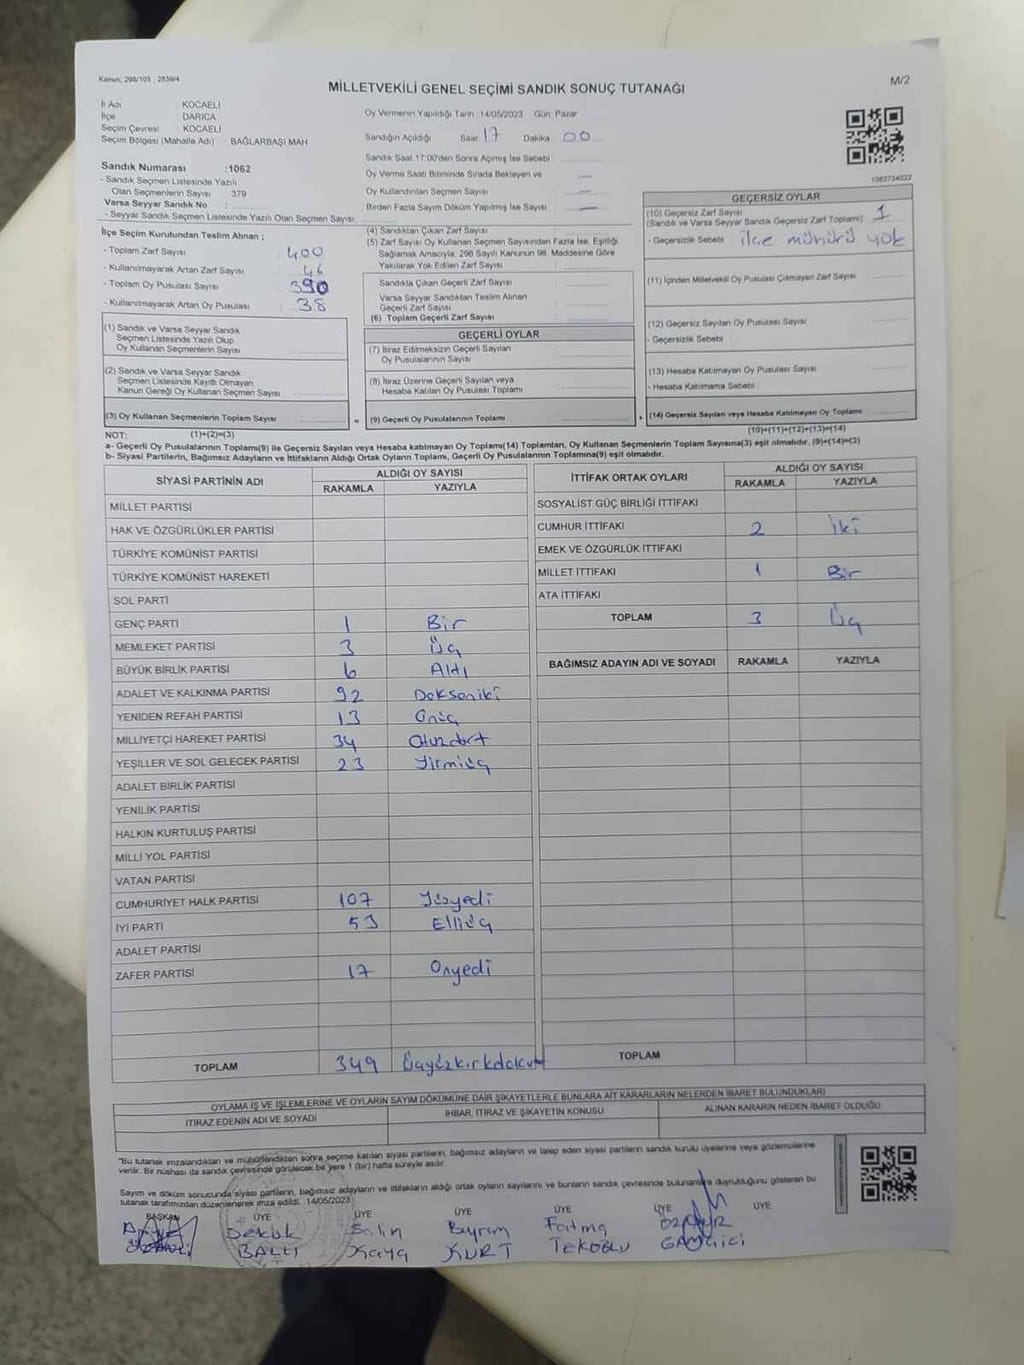 Kanun: 298/105 , 2839/4
M/2
MİLLETVEKİLİ GENEL SEÇİMİ SANDIK SONUÇ TUTANAĞI
İl Adı : KOCAELİ
İlçe DARICA
Seçim Çevresi KOCAELİ
Seçim Bölgesi (Mahalle Adı) : BAĞLARBAŞI MAH
Sandık Numarası :1062
- Sandık Seçmen Listesinde Yazılı
Olan Seçmenlerin Sayısı : 379
Varsa Seyyar Sandık No :
- Seyyar Sandık Seçmen Listesinde Yazılı Olan Seçmen Sayısı:
Oy Vermenin Yapıldığı Tarih :14/05/2023 Gün: Pazar
Sandığın Açıldığı Saat: 17 Dakika: 00
Sandık Saat 17:00'den Sonra Açılmış İse Sebebi :
Oy Verme Saati Bitiminde Sırada Bekleyen ve : —
Oy Kullandırılan Seçmen Sayısı
Birden Fazla Sayım Döküm Yapılmış İse Sayısı : —
1083734022
İlçe Seçim Kurulundan Teslim Alınan ;
- Toplam Zarf Sayısı : 400
- Kullanılmayarak Artan Zarf Sayısı : 46
- Toplam Oy Pusulası Sayısı : 390
- Kullanılmayarak Artan Oy Pusulası : 38
(1) Sandık ve Varsa Seyyar Sandık
Seçmen Listesinde Yazılı Olup
Oy Kullanan Seçmenlerin Sayısı :
(2) Sandık ve Varsa Seyyar Sandık
Seçmen Listesinde Kayıtlı Olmayan
Kanun Gereği Oy Kullanan Seçmen Sayısı :
(3) Oy Kullanan Seçmenlerin Toplam Sayısı :
(4) Sandıktan Çıkan Zarf Sayısı :
(5) Zarf Sayısı Oy Kullanan Seçmen Sayısından Fazla İse, Eşitliği
Sağlamak Amacıyla; 298 Sayılı Kanunun 98. Maddesine Göre
Yakılarak Yok Edilen Zarf Sayısı :
Sandıkta Çıkan Geçerli Zarf Sayısı :
Varsa Seyyar Sandıktan Teslim Alınan
Geçerli Zarf Sayısı :
(6) Toplam Geçerli Zarf Sayısı :
GEÇERLİ OYLAR
(7) İtiraz Edilmeksizin Geçerli Sayılan
Oy Pusulalarının Sayısı :
(8) İtiraz Üzerine Geçerli Sayılan veya
Hesaba Katılan Oy Pusulası Toplamı :
= (9) Geçerli Oy Pusulalarının Toplamı :
GEÇERSİZ OYLAR
(10) Geçersiz Zarf Sayısı
(Sandık ve Varsa Seyyar Sandık Geçersiz Zarf Toplamı) : 1
- Geçersizlik Sebebi : ilçe mührü yok
(11) İçinden Milletvekili Oy Pusulası Çıkmayan Zarf Sayısı :
(12) Geçersiz Sayılan Oy Pusulası Sayısı :
- Geçersizlik Sebebi :
(13) Hesaba Katılmayan Oy Pusulası Sayısı :
- Hesaba Katılmama Sebebi :
+ (14) Geçersiz Sayılan veya Hesaba Katılmayan Oy Toplamı :
NOT: (1)+(2)=(3)
(10)+(11)+(12)+(13)=(14)
a- Geçerli Oy Pusulalarının Toplamı(9) ile Geçersiz Sayılan veya Hesaba katılmayan Oy Toplamı(14) Toplamları, Oy Kullanan Seçmenlerin Toplam Sayısına(3) eşit olmalıdır. (9)+(14)=(3)
b- Siyasi Partilerin, Bağımsız Adayların ve İttifakların Aldığı Ortak Oyların Toplamı, Geçerli Oy Pusulalarının Toplamına(9) eşit olmalıdır.
SİYASİ PARTİNİN ADI ALDIĞI OY SAYISI
RAKAMLA YAZIYLA
MİLLET PARTİSİ
HAK VE ÖZGÜRLÜKLER PARTİSİ
TÜRKİYE KOMÜNİST PARTİSİ
TÜRKİYE KOMÜNİST HAREKETİ
SOL PARTİ
GENÇ PARTİ 1 Bir
MEMLEKET PARTİSİ 3 Üç
BÜYÜK BİRLİK PARTİSİ 6 Altı
ADALET VE KALKINMA PARTİSİ 92 Doksaniki
YENİDEN REFAH PARTİSİ 13 Onüç
MİLLİYETÇİ HAREKET PARTİSİ 34 Otuzdört
YEŞİLLER VE SOL GELECEK PARTİSİ 23 Yirmiüç
ADALET BİRLİK PARTİSİ
YENİLİK PARTİSİ
HALKIN KURTULUŞ PARTİSİ
MİLLİ YOL PARTİSİ
VATAN PARTİSİ
CUMHURİYET HALK PARTİSİ 107 Yüzyedi
İYİ PARTİ 53 Elliüç
ADALET PARTİSİ
ZAFER PARTİSİ 17 Onyedi
TOPLAM 349 Üçyüzkırkdokuz
İTTİFAK ORTAK OYLARI ALDIĞI OY SAYISI
RAKAMLA YAZIYLA
SOSYALİST GÜÇ BİRLİĞİ İTTİFAKI
CUMHUR İTTİFAKI 2 İki
EMEK VE ÖZGÜRLÜK İTTİFAKI
MİLLET İTTİFAKI 1 Bir
ATA İTTİFAKI
TOPLAM 3 Üç
BAĞIMSIZ ADAYIN ADI VE SOYADI RAKAMLA YAZIYLA
TOPLAM
OYLAMA İŞ VE İŞLEMLERİNE VE OYLARIN SAYIM DÖKÜMÜNE DAİR ŞİKAYETLERLE BUNLARA AİT KARARLARIN NELERDEN İBARET BULUNDUKLARI
İTİRAZ EDENİN ADI VE SOYADI İHBAR, İTİRAZ VE ŞİKAYETİN KONUSU ALINAN KARARIN NEDEN İBARET OLDUĞU
"Bu tutanak imzalandıktan ve mühürlendikten sonra seçime katılan siyasi partilerin, bağımsız adayların ve talep eden siyasi partilerin sandık kurulu üyelerine veya gözlemcilerine
verilir. Bir nüshası da sandık çevresinde görülecek bir yere 1 (bir) hafta süreyle asılır
Sayım ve döküm sonucunda siyasi partilerin, bağımsız adayların ve ittifakların aldığı ortak oyların sayılarını ve bunların sandık çevresinde bulunanlara duyrulduğunu gösteren bu
tutanak tarafımızdan düzenlenerek imza edildi. 14/05/2023
BAŞKAN ÜYE ÜYE ÜYE ÜYE ÜYE ÜYE
Salih Bayram Fatma
BALLI Kaya KURT TEKOĞLU